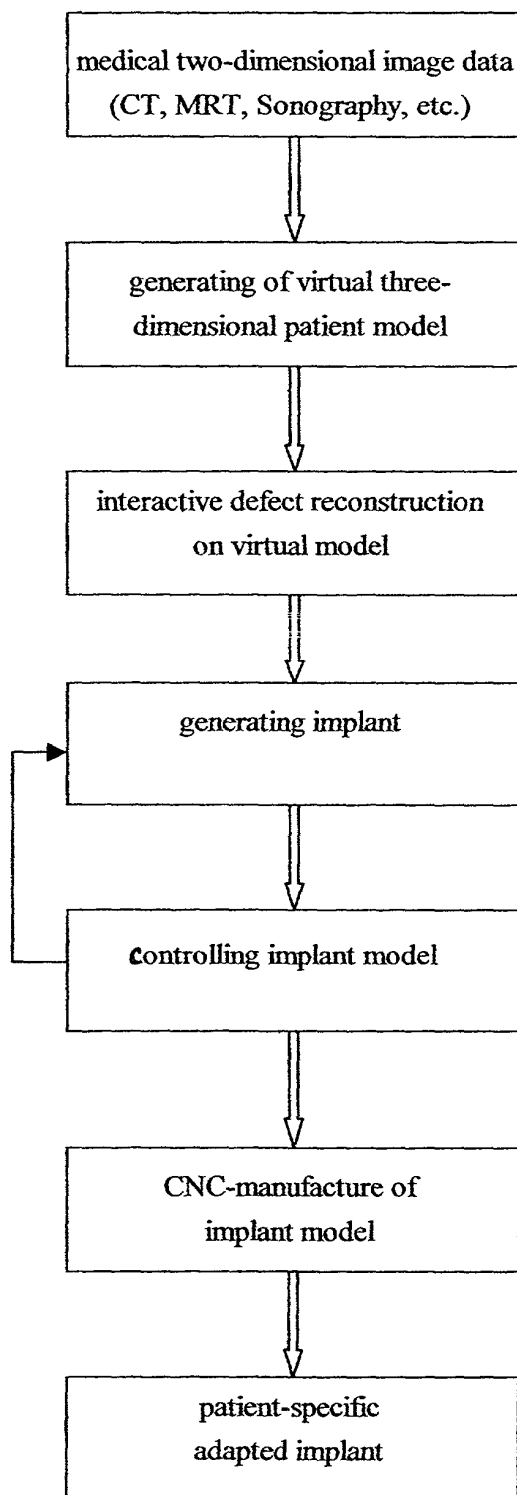 medical two-dimensional image data
(CT, MRT, Sonography, etc.)
generating of virtual three-
dimensional patient model
interactive defect reconstruction
on virtual model
generating implant
controlling implant model
CNC-manufacture of
implant model
patient-specific
adapted implant